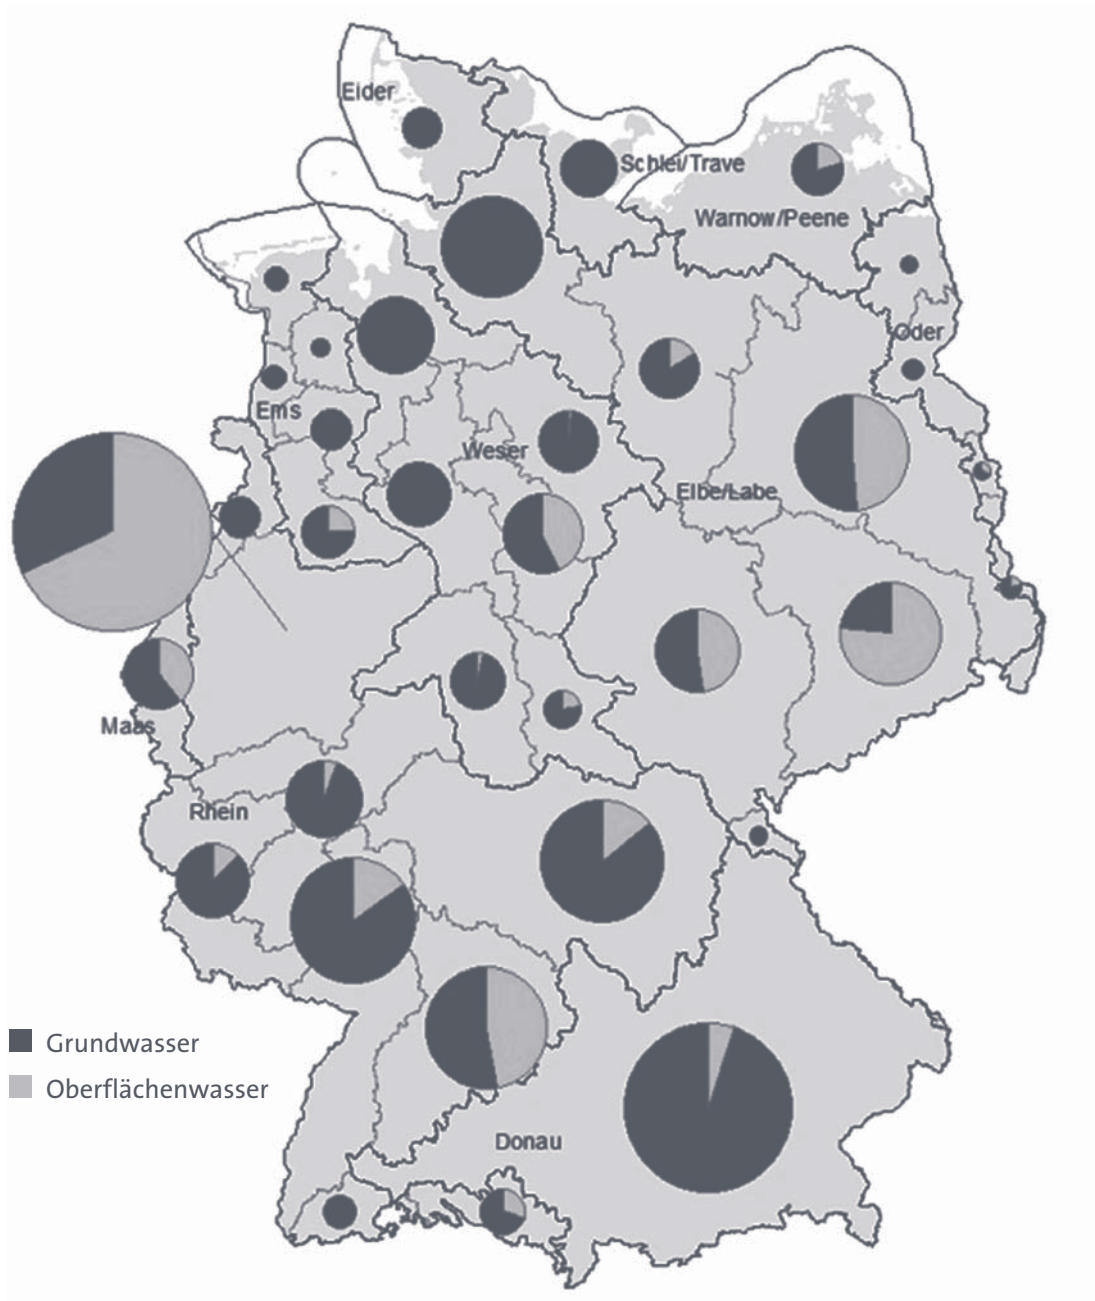 Eider
Schlei/Trave
Warnow/Peene
Oder
Ems
Weser
Elbe/Labe
Maas
Rhein
Grundwasser
Oberflächenwasser
Donau